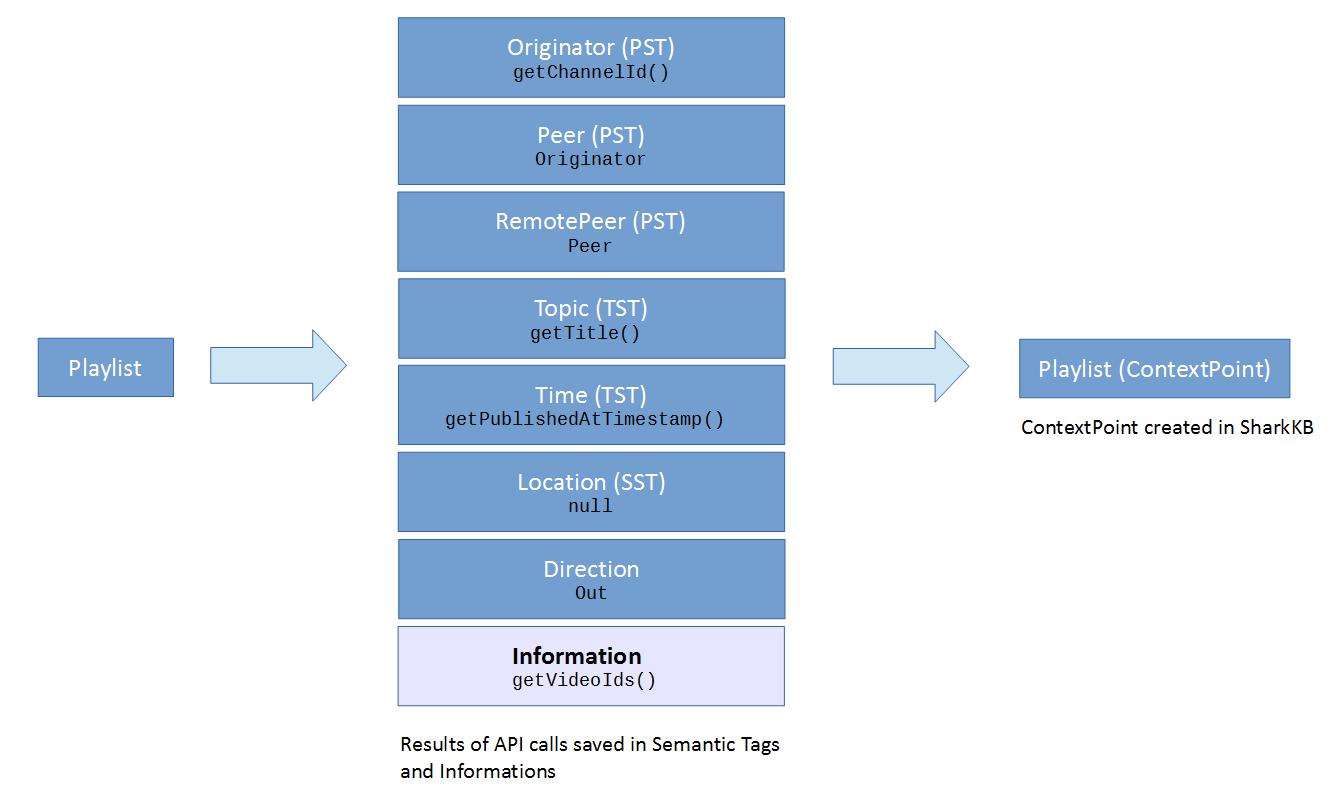 Originator (PST)
getChannelId()
Peer (PST)
Originator
RemotePeer (PST)
Peer
Topic (TST)
getTitle()
Time (TST)
getPublishedAtTimestamp()
Location (SST)
null
Direction
Out
Information
getVideoIds()
Results of API calls saved in Semantic Tags
and Informations
Playlist
Playlist (ContextPoint)
ContextPoint created in SharkKB